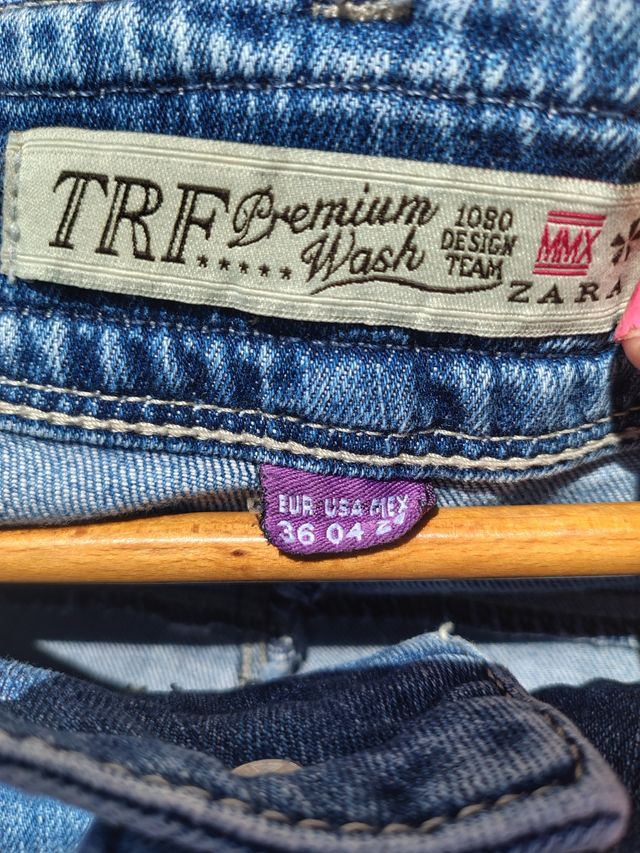 TRF Premium Wash
1080
DESIGN
TEAM
MMX
ZARA
EUR USA MEX
36 04